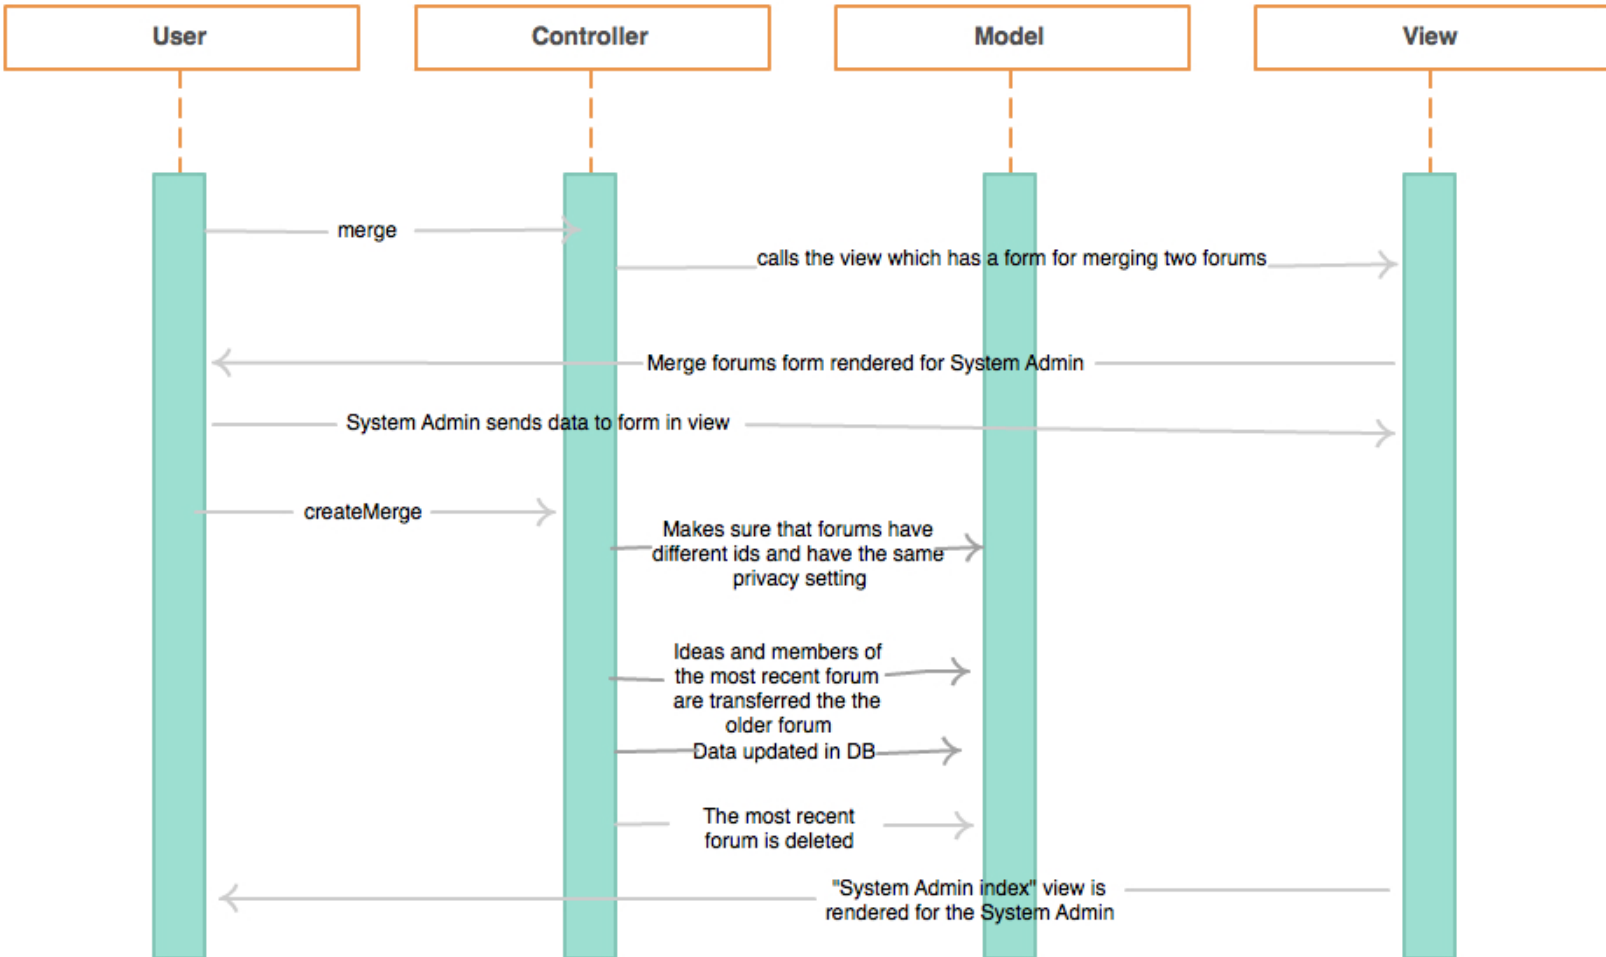 User
Controller
Model
View
merge
calls the view which has a form for merging two forums
Merge forums form rendered for System Admin
System Admin sends data to form in view
createMerge
Makes sure that forums have
different ids and have the same
privacy setting
Ideas and members of
the most recent forum
are transferred the the
older forum
Data updated in DB
The most recent
forum is deleted
"System Admin index" view is
rendered for the System Admin